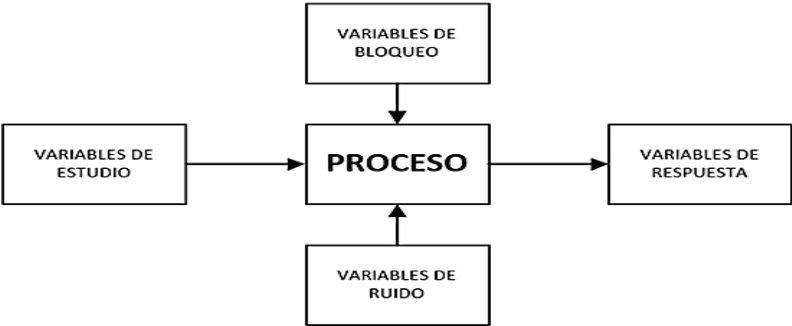 VARIABLES DE
BLOQUEO
VARIABLES DE
ESTUDIO
PROCESO
VARIABLES DE
RESPUESTA
VARIABLES DE
RUIDO